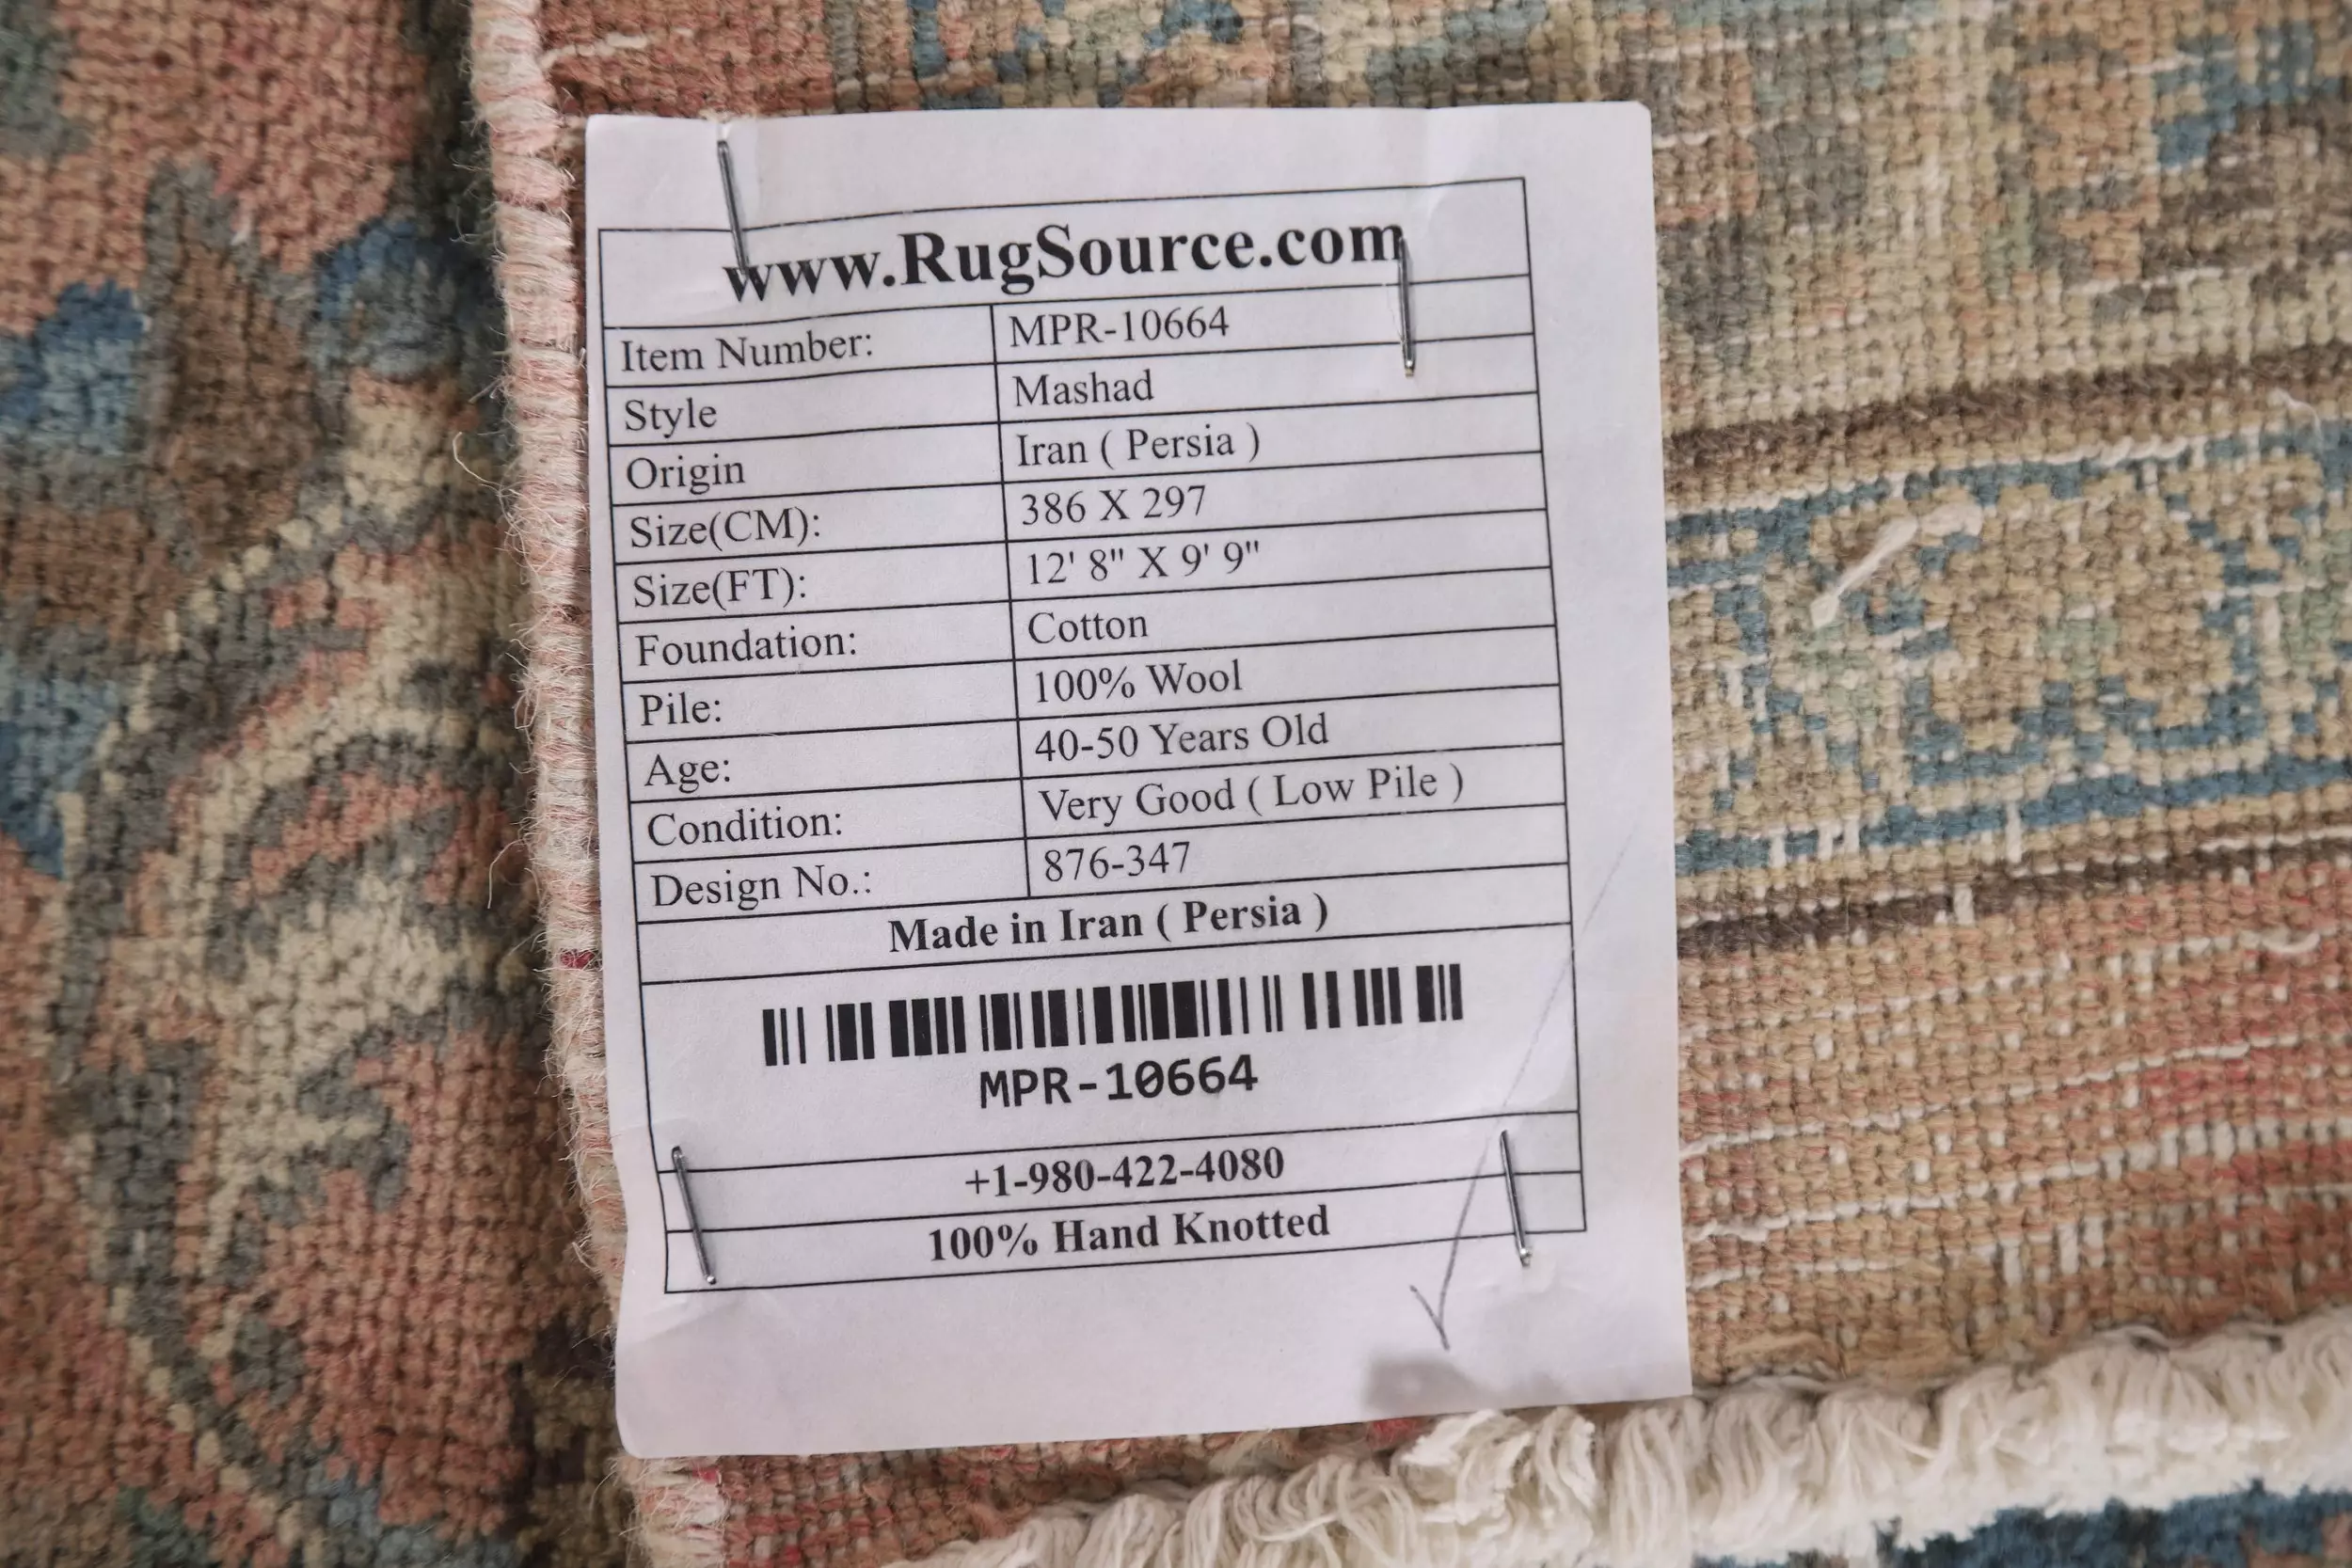 www.RugSource.com
Item Number: MPR-10664
Style Mashad
Origin Iran ( Persia )
Size(CM): 386 X 297
Size(FT): 12' 8" X 9' 9"
Foundation: Cotton
Pile: 100% Wool
Age: 40-50 Years Old
Condition: Very Good ( Low Pile )
Design No.: 876-347
Made in Iran ( Persia )
MPR-10664
+1-980-422-4080
100% Hand Knotted